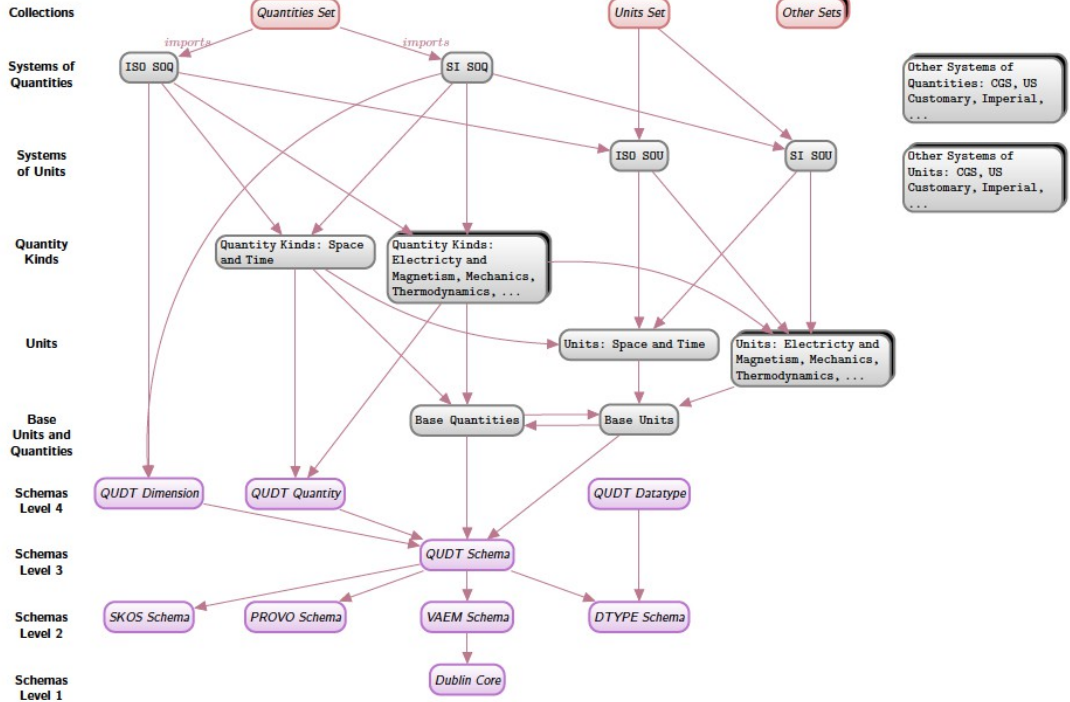 Collections
Quantities Set
Units Set
Other Sets
imports
imports
Systems of
Quantities
ISO SOQ
SI SOQ
Other Systems of
Quantities: CGS, US
Customary, Imperial,
...
Systems
of Units
ISO SOU
SI SOU
Other Systems of
Units: CGS, US
Customary, Imperial,
...
Quantity
Kinds
Quantity Kinds: Space
and Time
Quantity Kinds:
Electricty and
Magnetism, Mechanics,
Thermodynamics, ...
Units
Units: Space and Time
Units: Electricty and
Magnetism, Mechanics,
Thermodynamics, ...
Base
Units and
Quantities
Base Quantities
Base Units
Schemas
Level 4
QUDT Dimension
QUDT Quantity
QUDT Datatype
Schemas
Level 3
QUDT Schema
Schemas
Level 2
SKOS Schema
PROVO Schema
VAEM Schema
DTYPE Schema
Schemas
Level 1
Dublin Core